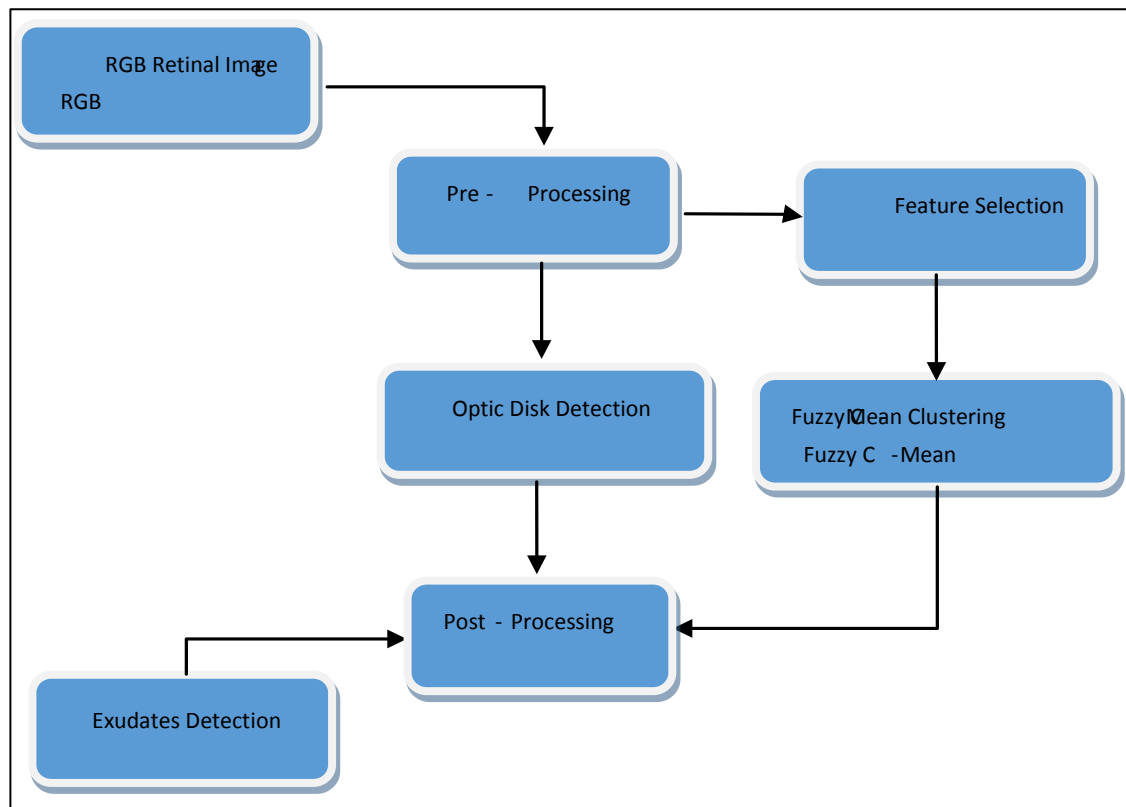 RGB Retinal Image
RGB
Pre - Processing
Feature Selection
Optic Disk Detection
Fuzzy C Mean Clustering
Fuzzy C -Mean
Post - Processing
Exudates Detection